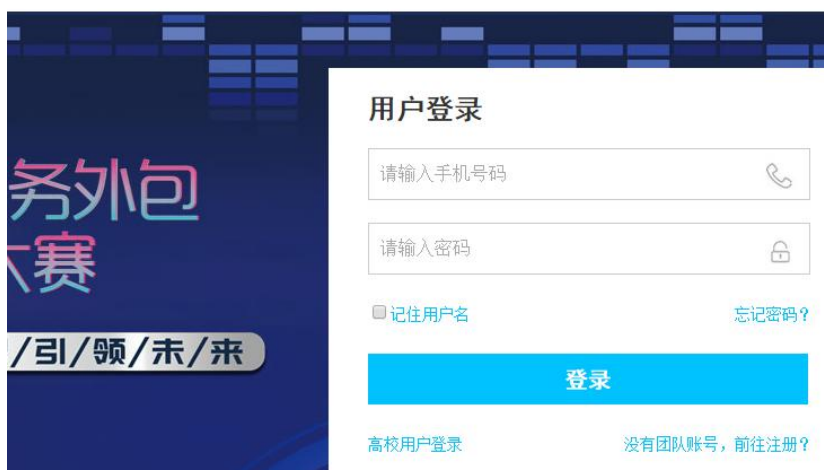 务外包
大赛
/引/领/未/来
用户登录
请输入手机号码
请输入密码
记住用户名
忘记密码?
登录
高校用户登录
没有团队账号，前往注册?